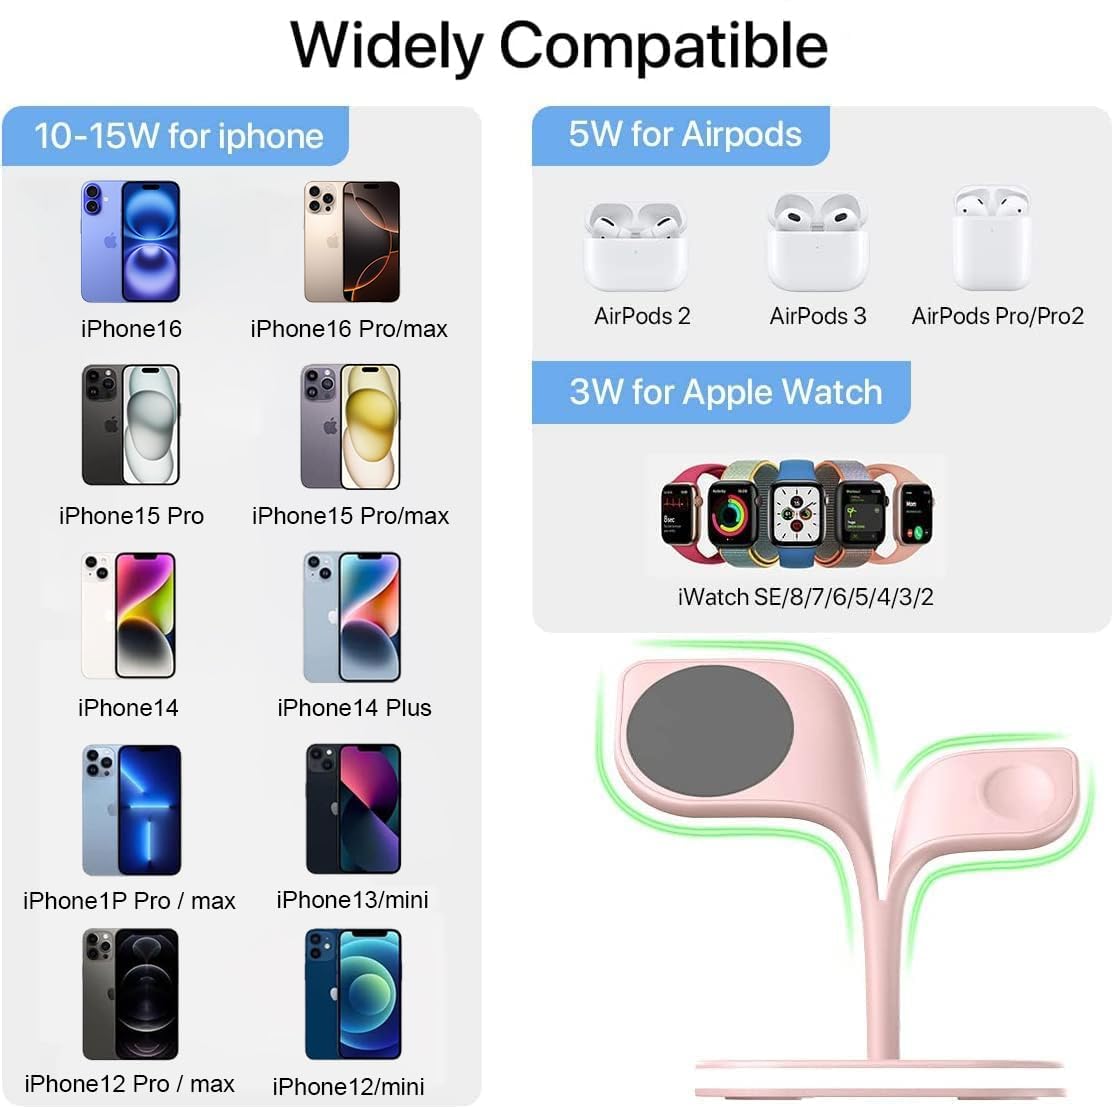 Widely Compatible
10-15W for iphone
iPhone16
iPhone16 Pro/max
iPhone15 Pro
iPhone15 Pro/max
iPhone14
iPhone14 Plus
iPhone1P Pro / max
iPhone13/mini
iPhone12 Pro / max
iPhone12/mini
5W for Airpods
AirPods 2
AirPods 3
AirPods Pro/Pro2
3W for Apple Watch
iWatch SE/8/7/6/5/4/3/2